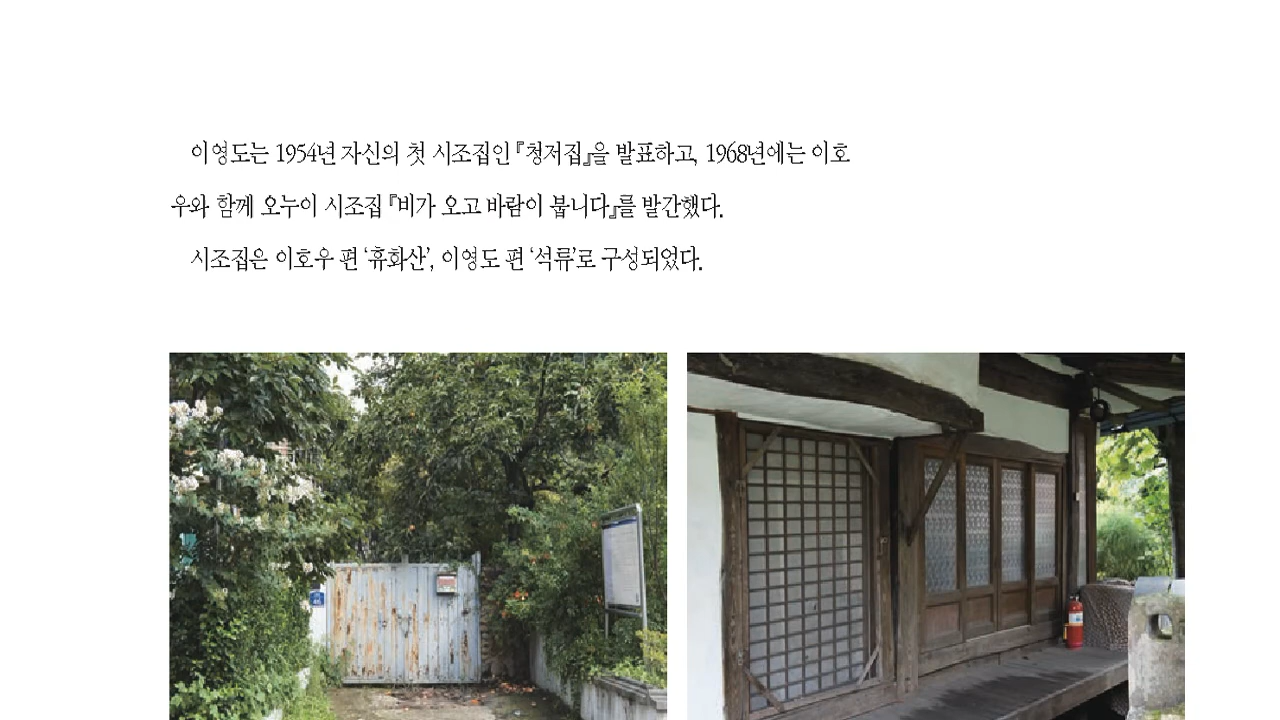 이영도는 1954년 자신의 첫 시조집인 『청저집』을 발표하고, 1968년에는 이호
우와 함께 오누이 시조집 『비가 오고 바람이 붑니다』를 발간했다.
시조집은 이호우 편 ‘휴화산’, 이영도 편 ‘석류’로 구성되었다.